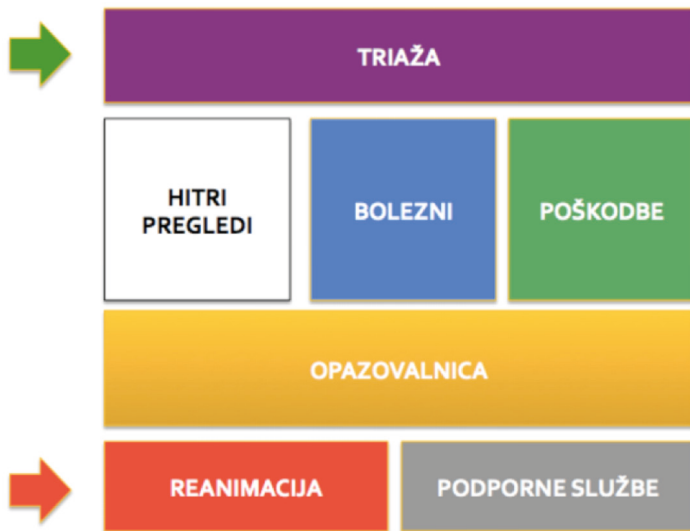 TRIAŽA
HITRI
PREGLEDI
BOLEZNI
POŠKODBE
OPAZOVALNICA
REANIMACIJA
PODPORNE SLUŽBE